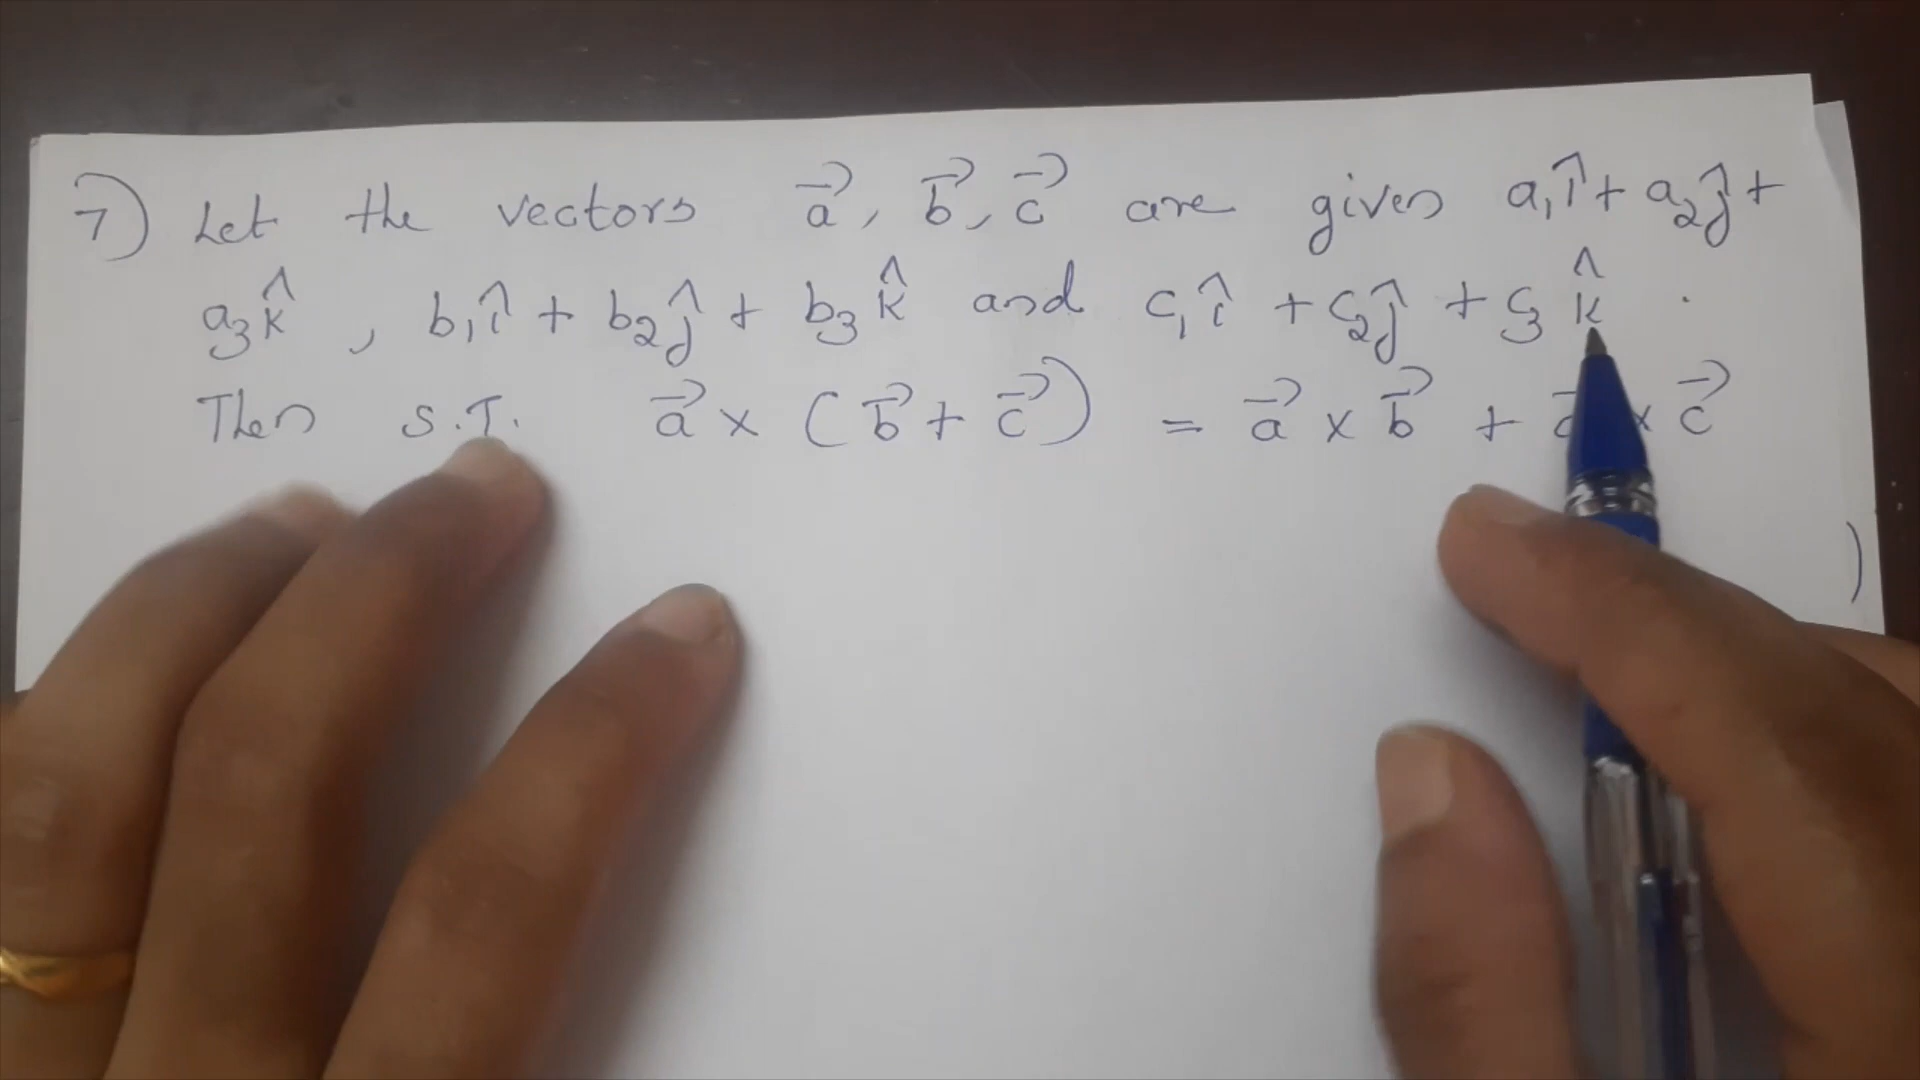 7) Let the vectors a⃗, b⃗, c⃗ are given a₁î + a₂ĵ +
a₃k̂, b₁î + b₂ĵ + b₃k̂ and c₁î + c₂ĵ + c₃k̂.
Then S.T. a⃗ × (b⃗ + c⃗) = a⃗ × b⃗ + a⃗ × c⃗
)